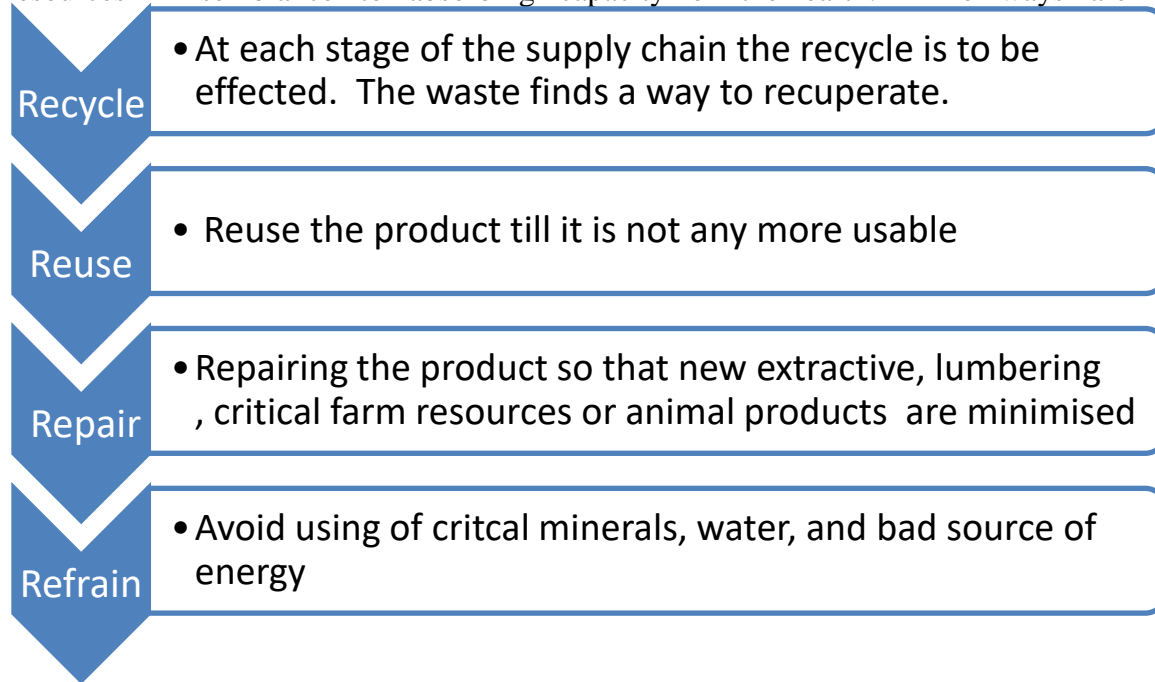 Recycle
•At each stage of the supply chain the recycle is to be
effected.  The waste finds a way to recuperate.
Reuse
• Reuse the product till it is not any more usable
Repair
•Repairing the product so that new extractive, lumbering
, critical farm resources or animal products  are minimised
Refrain
•Avoid using of critcal minerals, water, and bad source of
energy